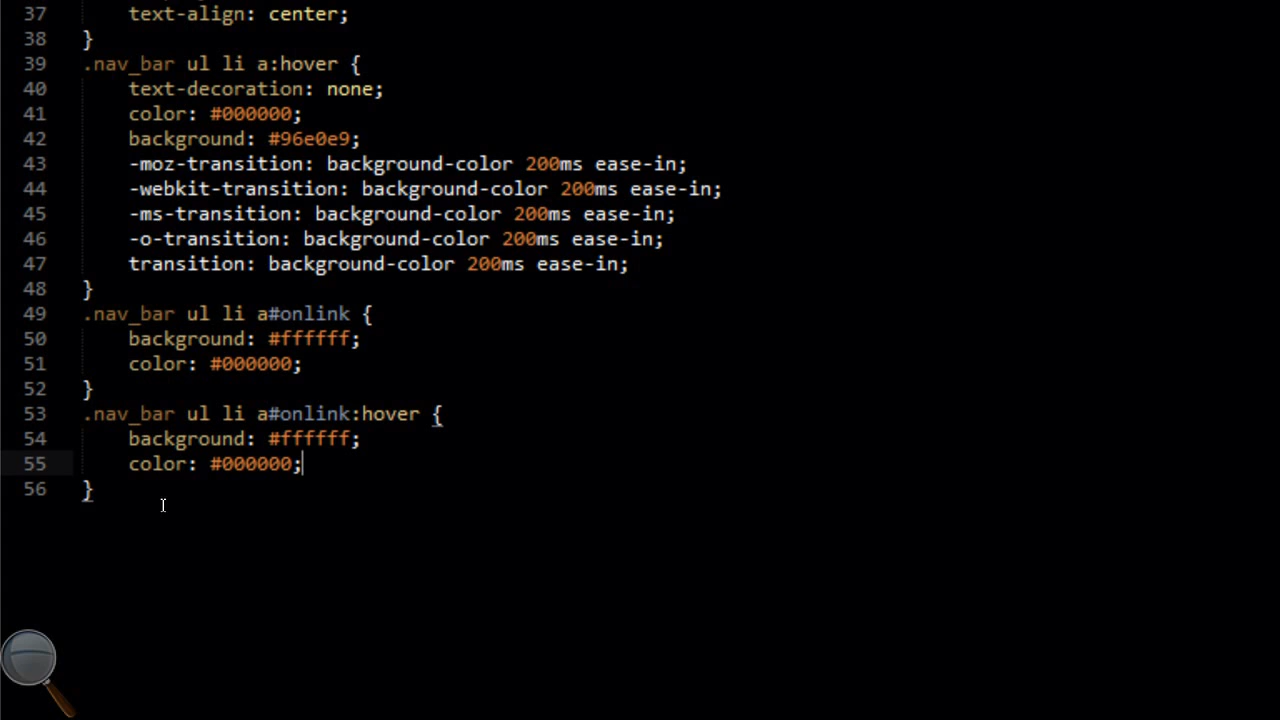 37 text-align: center;
38 }
39 .nav_bar ul li a:hover {
40 text-decoration: none;
41 color: #000000;
42 background: #96e0e9;
43 -moz-transition: background-color 200ms ease-in;
44 -webkit-transition: background-color 200ms ease-in;
45 -ms-transition: background-color 200ms ease-in;
46 -o-transition: background-color 200ms ease-in;
47 transition: background-color 200ms ease-in;
48 }
49 .nav_bar ul li a#onlink {
50 background: #ffffff;
51 color: #000000;
52 }
53 .nav_bar ul li a#onlink:hover {
54 background: #ffffff;
55 color: #000000;
56 }